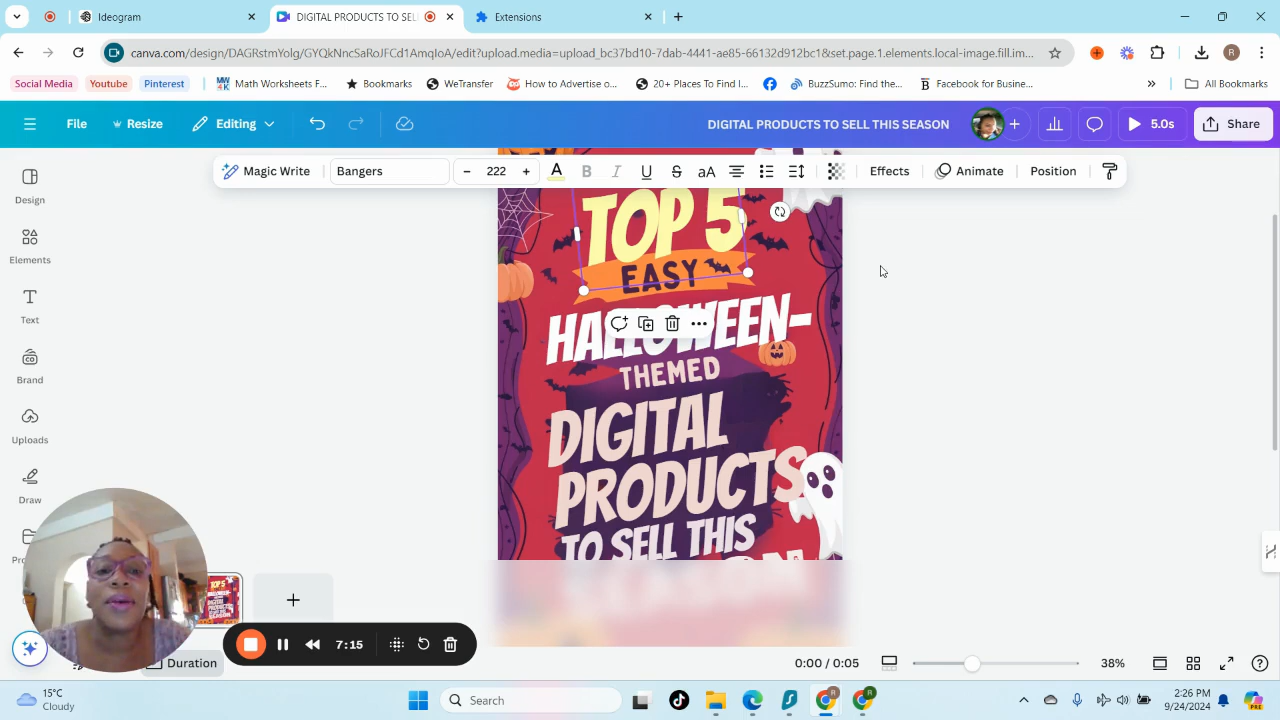 Ideogram
DIGITAL PRODUCTS TO SEL
Extensions
canva.com/design/DAGRstmYolg/GYQkNncSaRoJFCd1AmqIoA/edit?upload.media=upload_bc37bd10-7dab-4441-ae85-6f6132d912b1&set.page.1.elements.local-image.fill.im...
R
Social Media
Youtube
Pinterest
Math Worksheets F...
Bookmarks
WeTransfer
How to Advertise o...
20+ Places To Find I...
BuzzSumo: Find the...
Facebook for Busine...
All Bookmarks
File
Resize
Editing
DIGITAL PRODUCTS TO SELL THIS SEASON
5.0s
Share
Magic Write
Bangers
– 222 +
A B I U S aA
Effects
Animate
Position
Design
Elements
Text
Brand
Uploads
Draw
TOP 5
EASY
HALLOWEEN-
THEMED
DIGITAL
PRODUCTS
TO SELL THIS
7:15
Duration
0:00 / 0:05
38%
15°C
Cloudy
Search
2:26 PM
9/24/2024